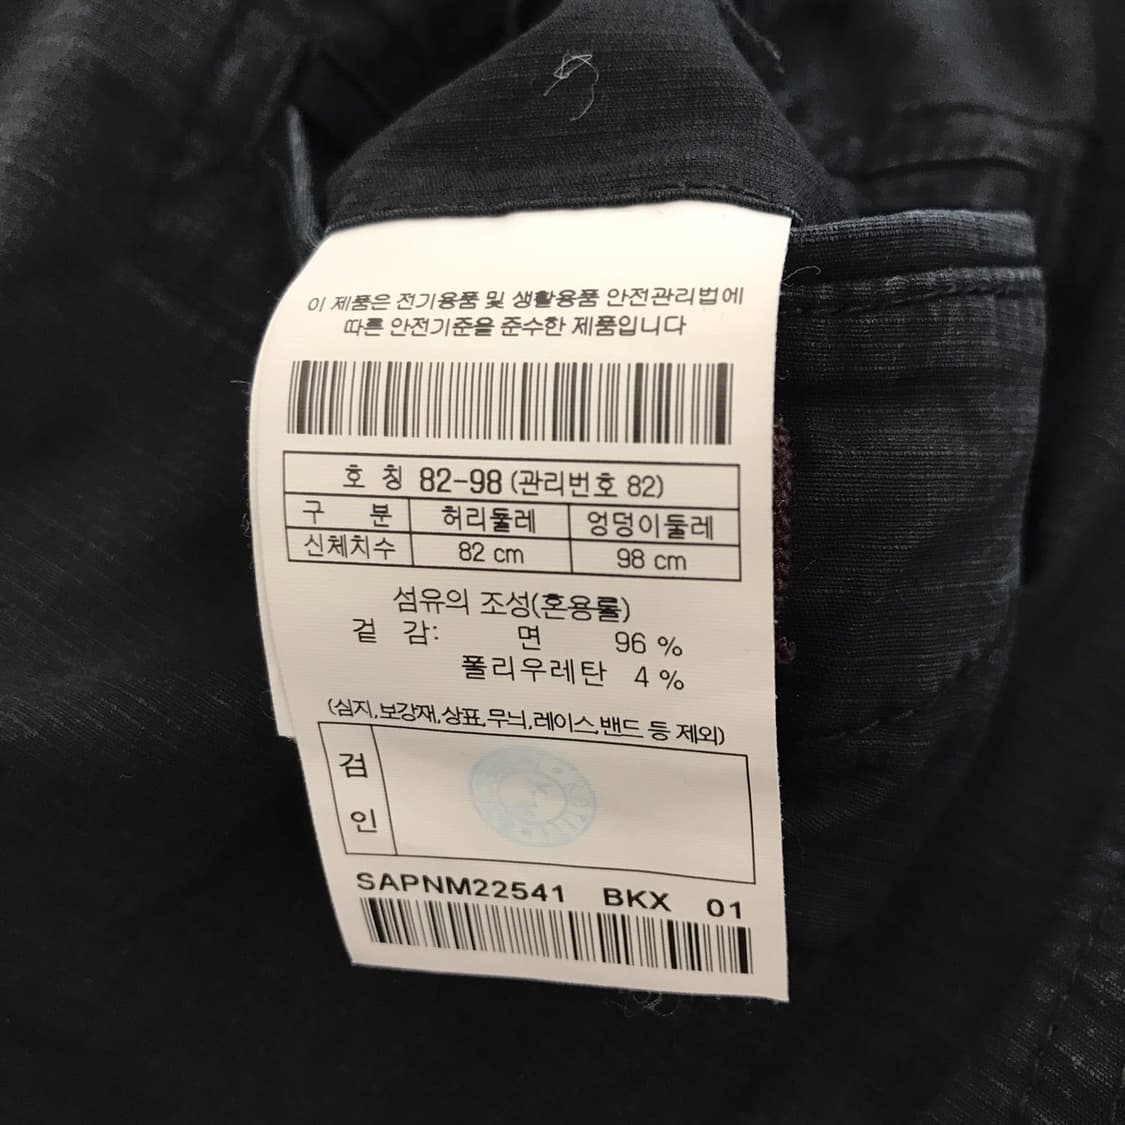 이 제품은 전기용품 및 생활용품 안전관리법에
따른 안전기준을 준수한 제품입니다
호 칭 82-98 (관리번호 82)
구 분 허리둘레 엉덩이둘레
신체치수 82 cm 98 cm
섬유의 조성(혼용률)
겉 감: 면 96 %
폴리우레탄 4 %
(심지,보강재,상표,무늬,레이스,밴드 등 제외)
검
인
SAPNM22541 BKX 01